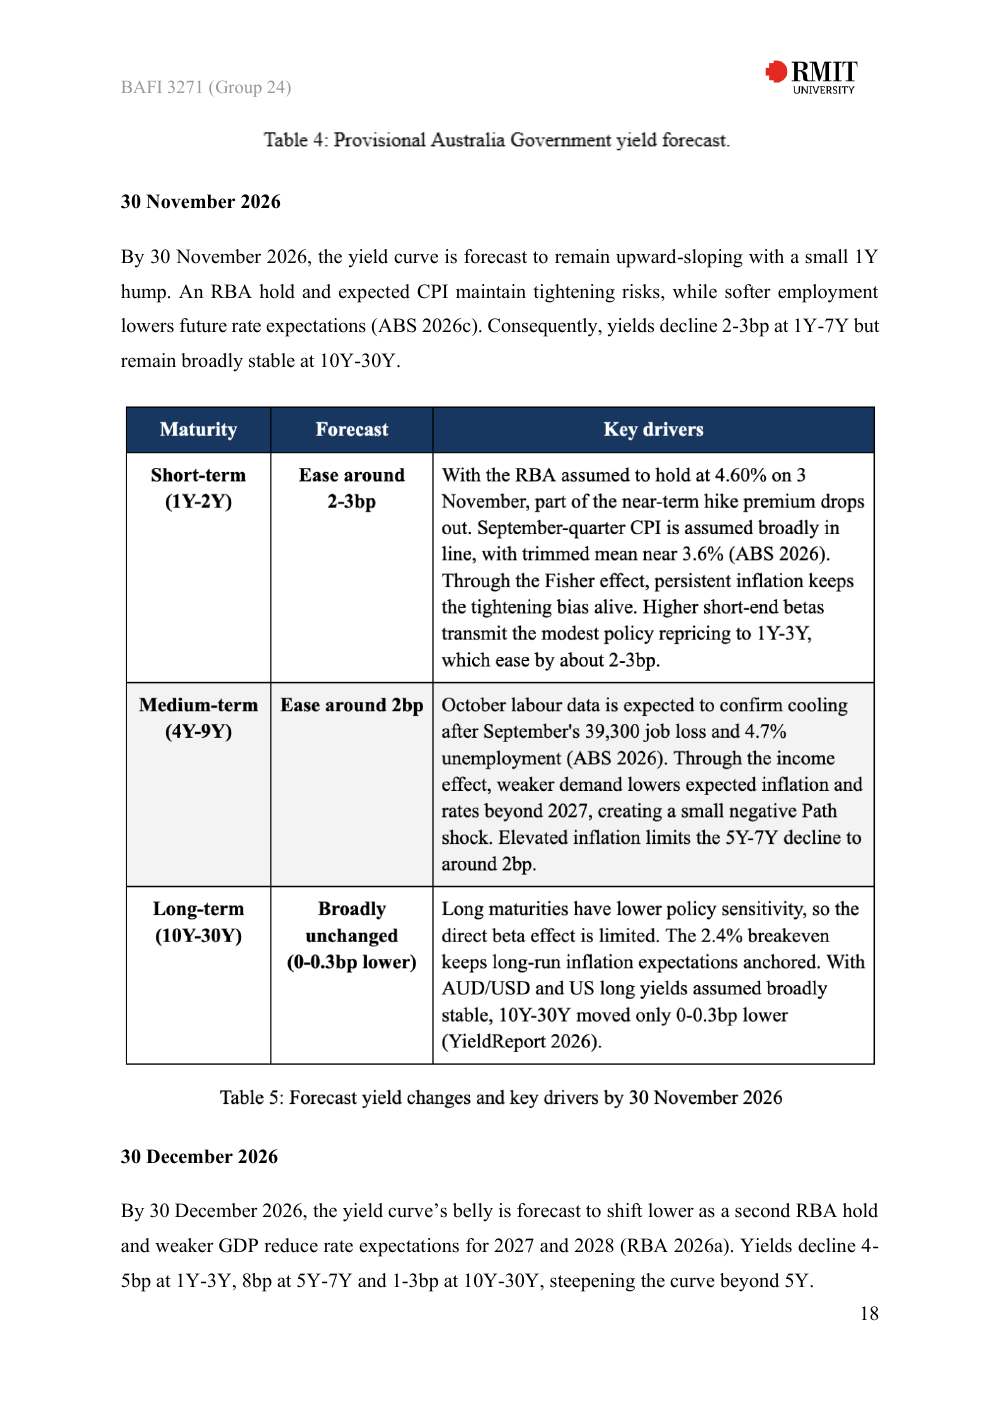 BAFI 3271 (Group 24)
RMIT
UNIVERSITY
Table 4: Provisional Australia Government yield forecast.
30 November 2026
By 30 November 2026, the yield curve is forecast to remain upward-sloping with a small 1Y
hump. An RBA hold and expected CPI maintain tightening risks, while softer employment
lowers future rate expectations (ABS 2026c). Consequently, yields decline 2-3bp at 1Y-7Y but
remain broadly stable at 10Y-30Y.
Maturity Forecast Key drivers
Short-term
(1Y-2Y)
Ease around
2-3bp
With the RBA assumed to hold at 4.60% on 3
November, part of the near-term hike premium drops
out. September-quarter CPI is assumed broadly in
line, with trimmed mean near 3.6% (ABS 2026).
Through the Fisher effect, persistent inflation keeps
the tightening bias alive. Higher short-end betas
transmit the modest policy repricing to 1Y-3Y,
which ease by about 2-3bp.
Medium-term
(4Y-9Y)
Ease around 2bp
October labour data is expected to confirm cooling
after September's 39,300 job loss and 4.7%
unemployment (ABS 2026). Through the income
effect, weaker demand lowers expected inflation and
rates beyond 2027, creating a small negative Path
shock. Elevated inflation limits the 5Y-7Y decline to
around 2bp.
Long-term
(10Y-30Y)
Broadly
unchanged
(0-0.3bp lower)
Long maturities have lower policy sensitivity, so the
direct beta effect is limited. The 2.4% breakeven
keeps long-run inflation expectations anchored. With
AUD/USD and US long yields assumed broadly
stable, 10Y-30Y moved only 0-0.3bp lower
(YieldReport 2026).
Table 5: Forecast yield changes and key drivers by 30 November 2026
30 December 2026
By 30 December 2026, the yield curve’s belly is forecast to shift lower as a second RBA hold
and weaker GDP reduce rate expectations for 2027 and 2028 (RBA 2026a). Yields decline 4-
5bp at 1Y-3Y, 8bp at 5Y-7Y and 1-3bp at 10Y-30Y, steepening the curve beyond 5Y.
18